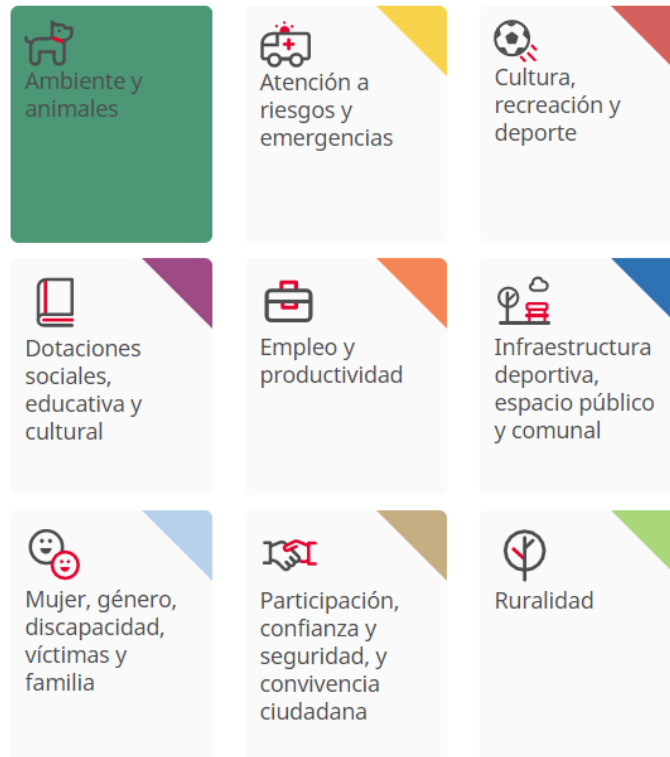 Ambiente y
animales
Atención a
riesgos y
emergencias
Cultura,
recreación y
deporte
Dotaciones
sociales,
educativa y
cultural
Empleo y
productividad
Infraestructura
deportiva,
espacio público
y comunal
Mujer, género,
discapacidad,
víctimas y
familia
Participación,
confianza y
seguridad, y
convivencia
ciudadana
Ruralidad